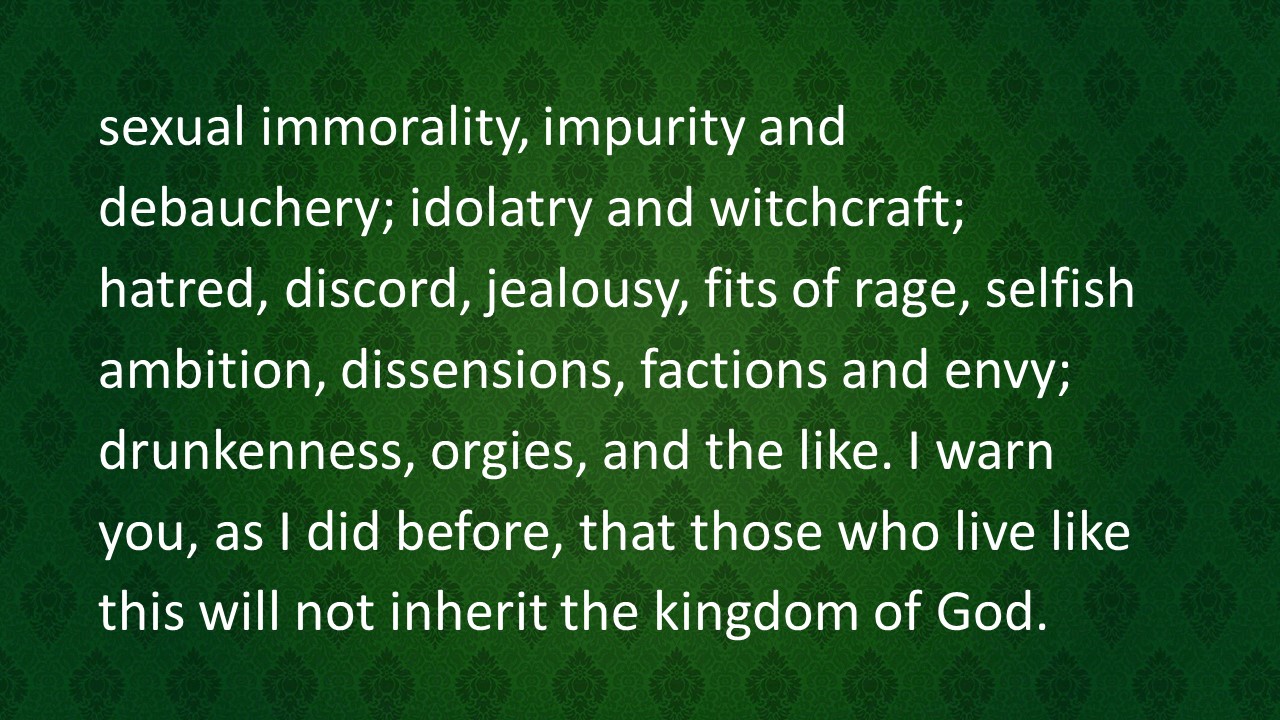 sexual immorality, impurity and
debauchery; idolatry and witchcraft;
hatred, discord, jealousy, fits of rage, selfish
ambition, dissensions, factions and envy;
drunkenness, orgies, and the like. I warn
you, as I did before, that those who live like
this will not inherit the kingdom of God.